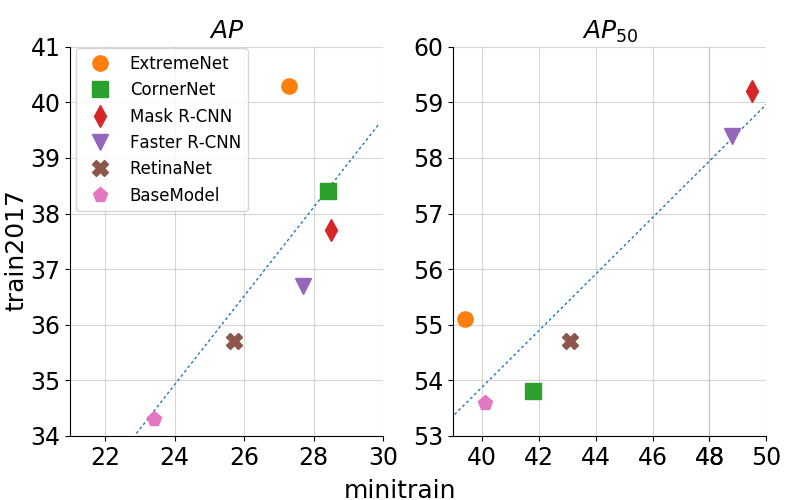 AP
AP50
41
40
39
38
37
36
35
34
60
59
58
57
56
55
54
53
ExtremeNet
CornerNet
Mask R-CNN
Faster R-CNN
RetinaNet
BaseModel
train2017
22 24 26 28 30
40 42 44 46 48 50
minitrain